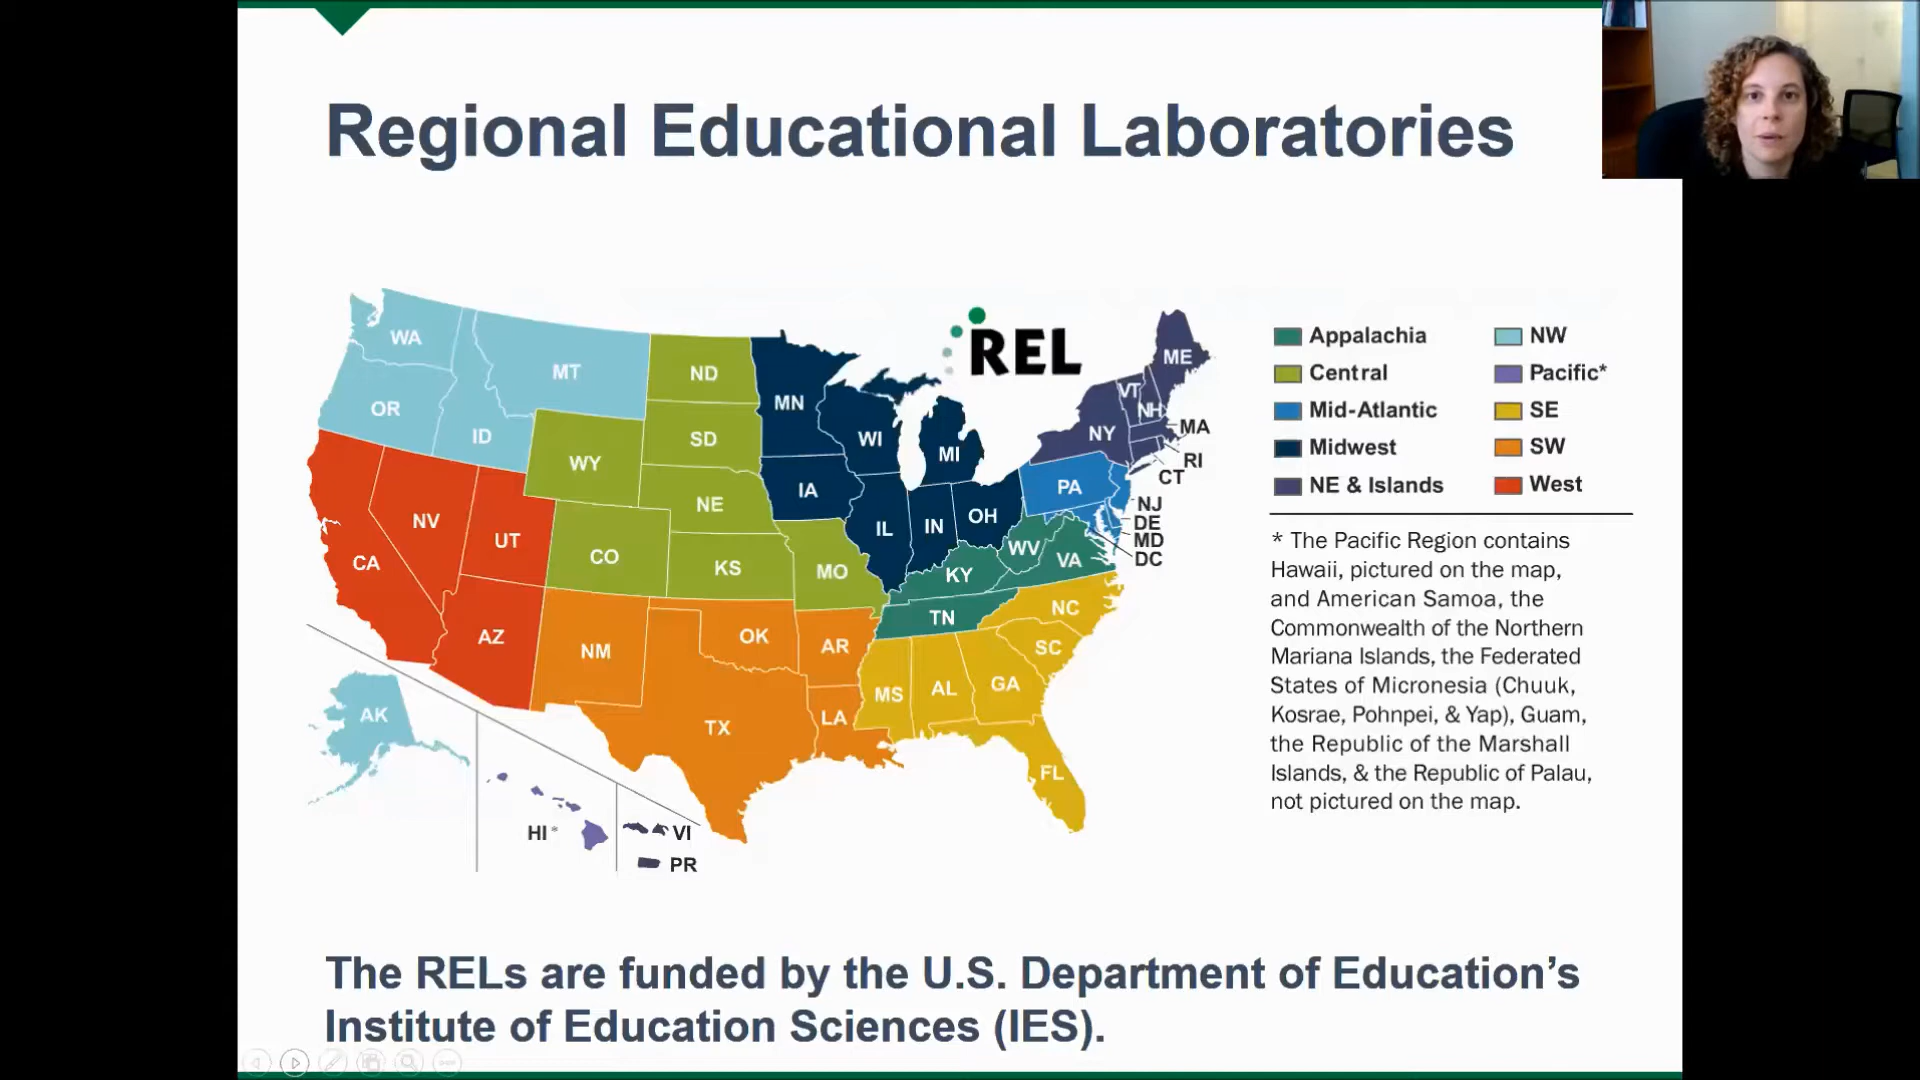 Regional Educational Laboratories
REL
WA
MT
OR
ID
ND
SD
WY
NE
MN
WI
MI
IA
IL
IN
OH
ME
VT
NH
NY
MA
RI
CT
PA
NJ
DE
MD
DC
NV
UT
CA
CO
KS
MO
KY
WV
VA
TN
NC
AZ
NM
OK
AR
SC
MS
AL
GA
TX
LA
FL
AK
HI*
VI
PR
Appalachia
Central
Mid-Atlantic
Midwest
NE & Islands
NW
Pacific*
SE
SW
West
* The Pacific Region contains
Hawaii, pictured on the map,
and American Samoa, the
Commonwealth of the Northern
Mariana Islands, the Federated
States of Micronesia (Chuuk,
Kosrae, Pohnpei, & Yap), Guam,
the Republic of the Marshall
Islands, & the Republic of Palau,
not pictured on the map.
The RELs are funded by the U.S. Department of Education’s
Institute of Education Sciences (IES).